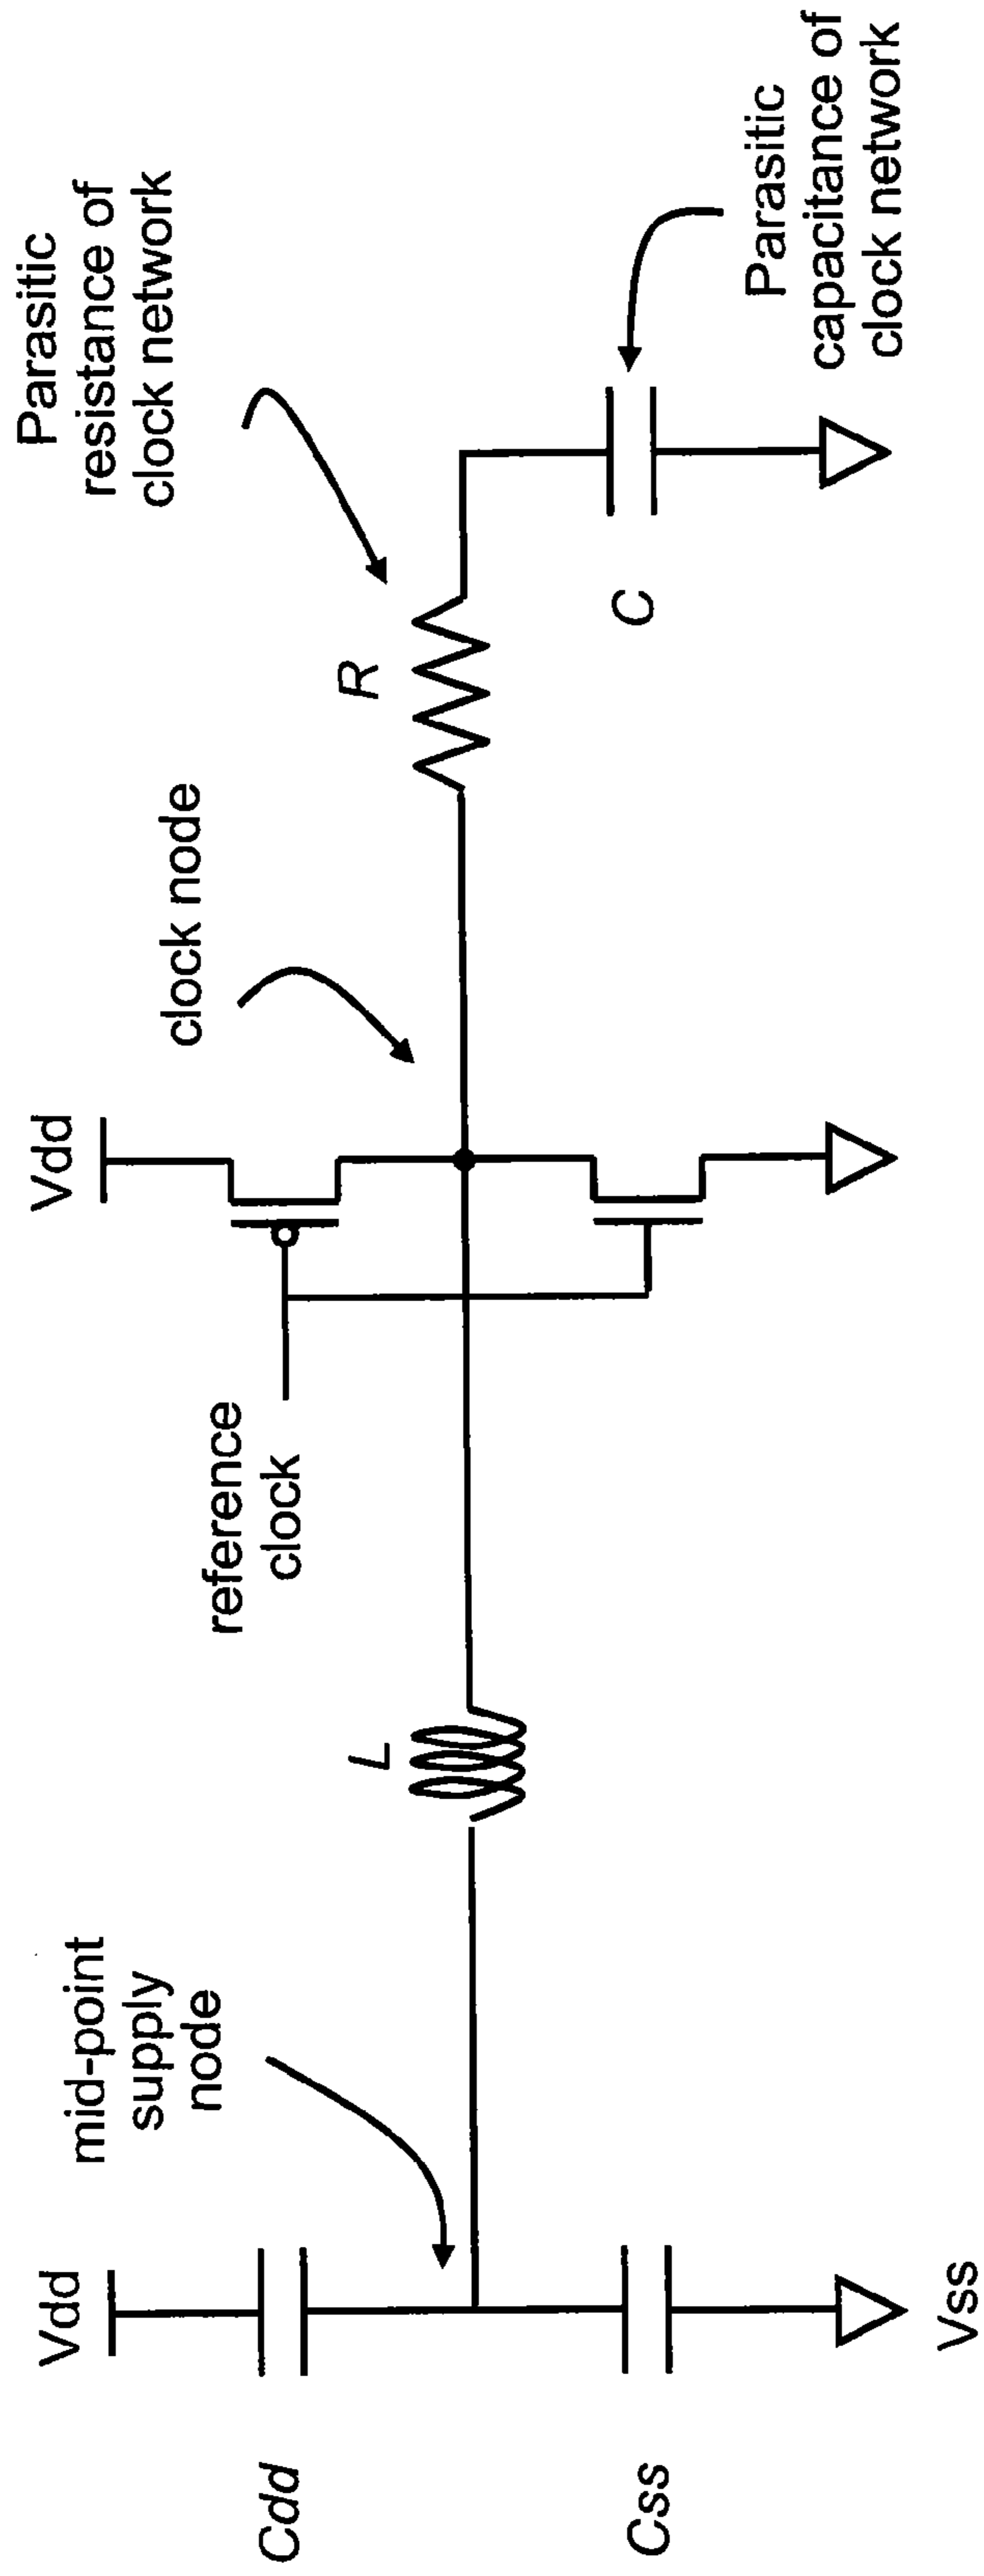 Vdd
Cdd
mid-point
supply
node
Css
Vss
L
reference
clock
Vdd
clock node
R
Parasitic
resistance of
clock network
C
Parasitic
capacitance of
clock network